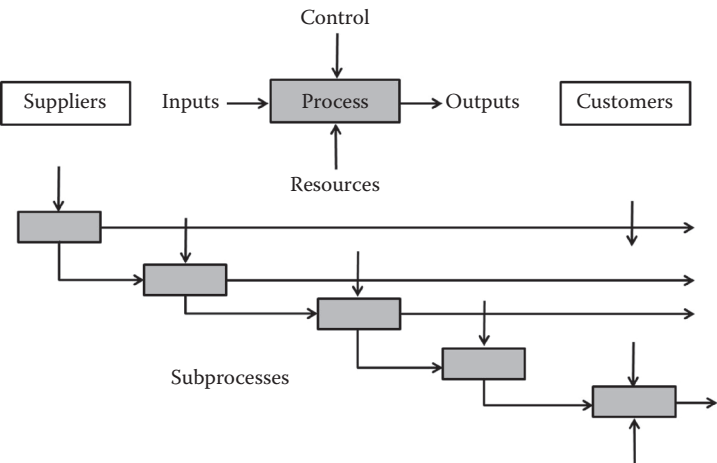 Control
Suppliers
Inputs
Process
Outputs
Customers
Resources
Subprocesses